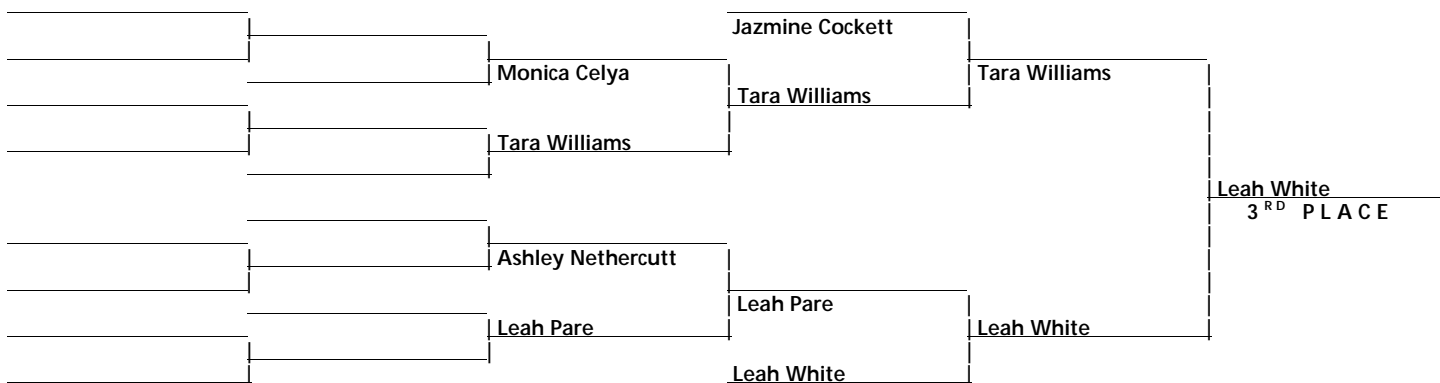 Jazmine Cockett
Monica Celya
Tara Williams
Tara Williams
Tara Williams
Leah White
3RD PLACE
Ashley Nethercutt
Leah Pare
Leah Pare
Leah White
Leah White